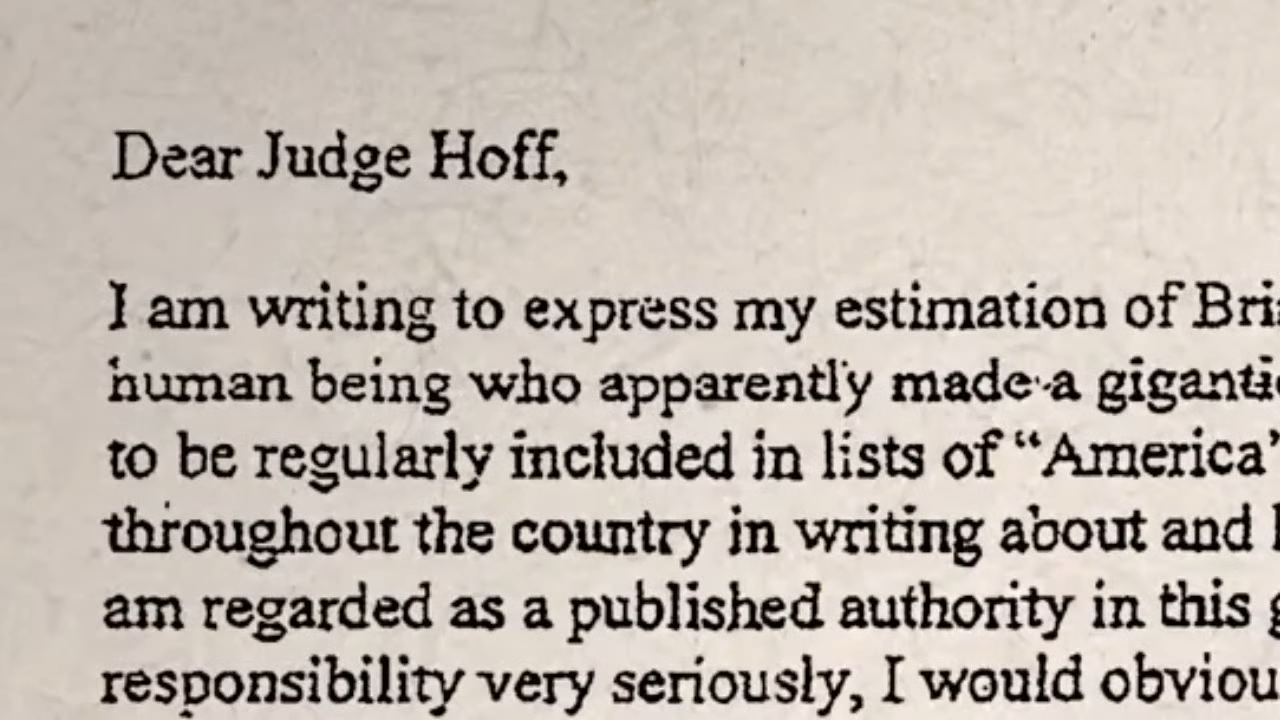 Dear Judge Hoff,
I am writing to express my estimation of
human being who apparently made a
to be regularly included in lists of “America’
throughout the country in writing about and
am regarded as a published authority in this
responsibility very seriously, I would